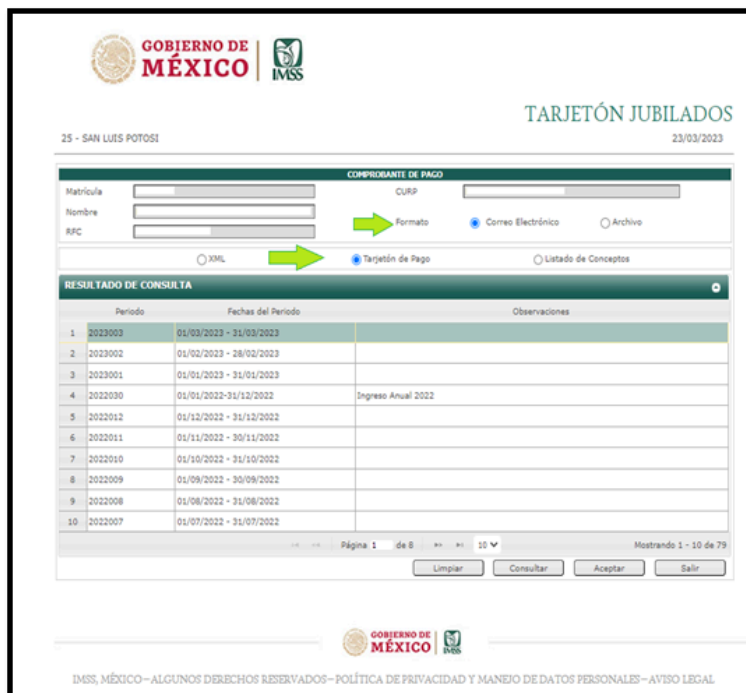 GOBIERNO DE
MÉXICO
IMSS
TARJETÓN JUBILADOS
25 - SAN LUIS POTOSI 23/03/2023
COMPROBANTE DE PAGO
Matrícula CURP
Nombre
Formato Correo Electrónico Archivo
RFC
XML Tarjetón de Pago Listado de Conceptos
RESULTADO DE CONSULTA
Periodo Fechas del Periodo Observaciones
1 2023003 01/03/2023 - 31/03/2023
2 2023002 01/02/2023 - 28/02/2023
3 2023001 01/01/2023 - 31/01/2023
4 2022030 01/01/2022-31/12/2022 Ingreso Anual 2022
5 2022012 01/12/2022 - 31/12/2022
6 2022011 01/11/2022 - 30/11/2022
7 2022010 01/10/2022 - 31/10/2022
8 2022009 01/09/2022 - 30/09/2022
9 2022008 01/08/2022 - 31/08/2022
10 2022007 01/07/2022 - 31/07/2022
Página 1 de 8 10 Mostrando 1 - 10 de 79
Limpiar Consultar Aceptar Salir
GOBIERNO DE
MÉXICO
IMSS
IMSS, MÉXICO—ALGUNOS DERECHOS RESERVADOS—POLÍTICA DE PRIVACIDAD Y MANEJO DE DATOS PERSONALES—AVISO LEGAL